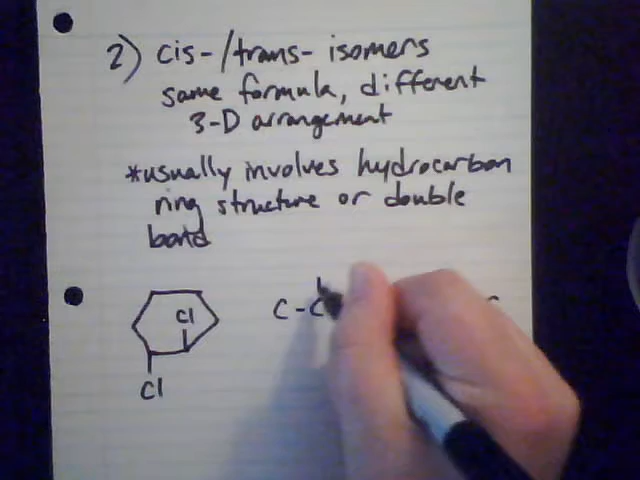 2) cis-/trans- isomers
same formula, different
3-D arrangement
*usually involves hydrocarbon
ring structure or double
bond
Cl
C-C
Cl